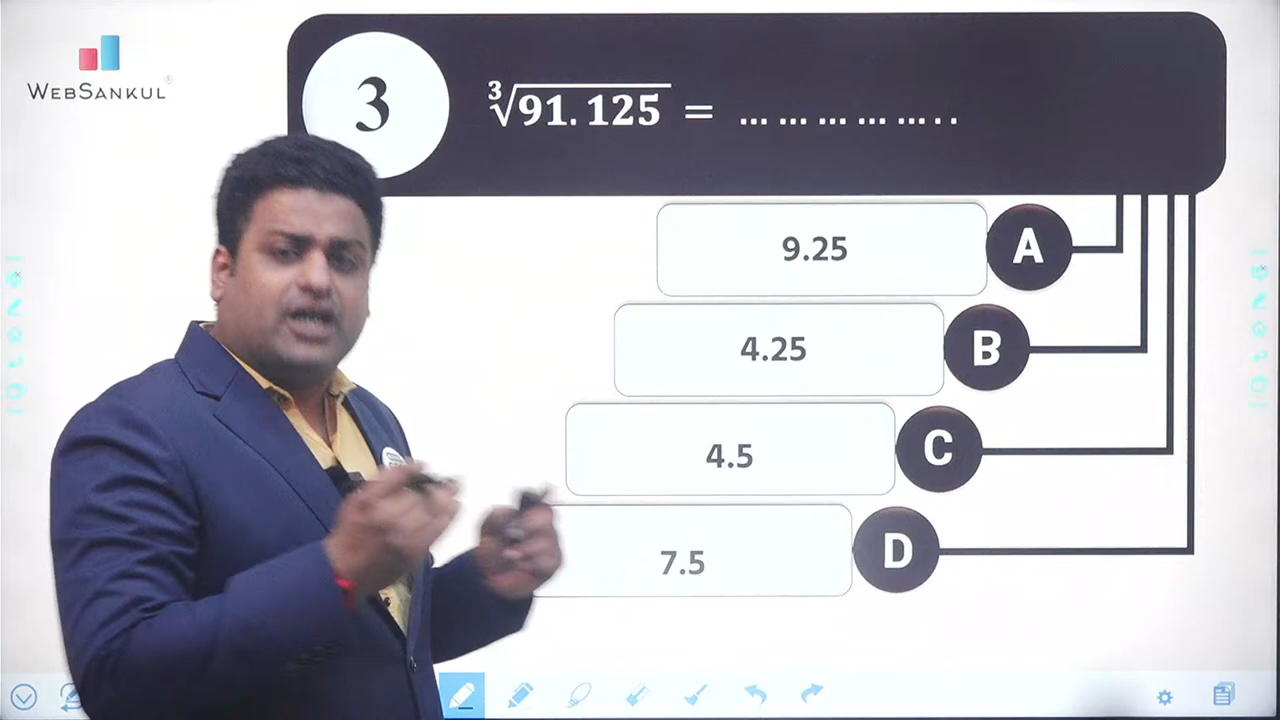 WEBSANKUL
3
∛91.125 = ... ... ... ... ... . .
9.25 A
4.25 B
4.5 C
7.5 D